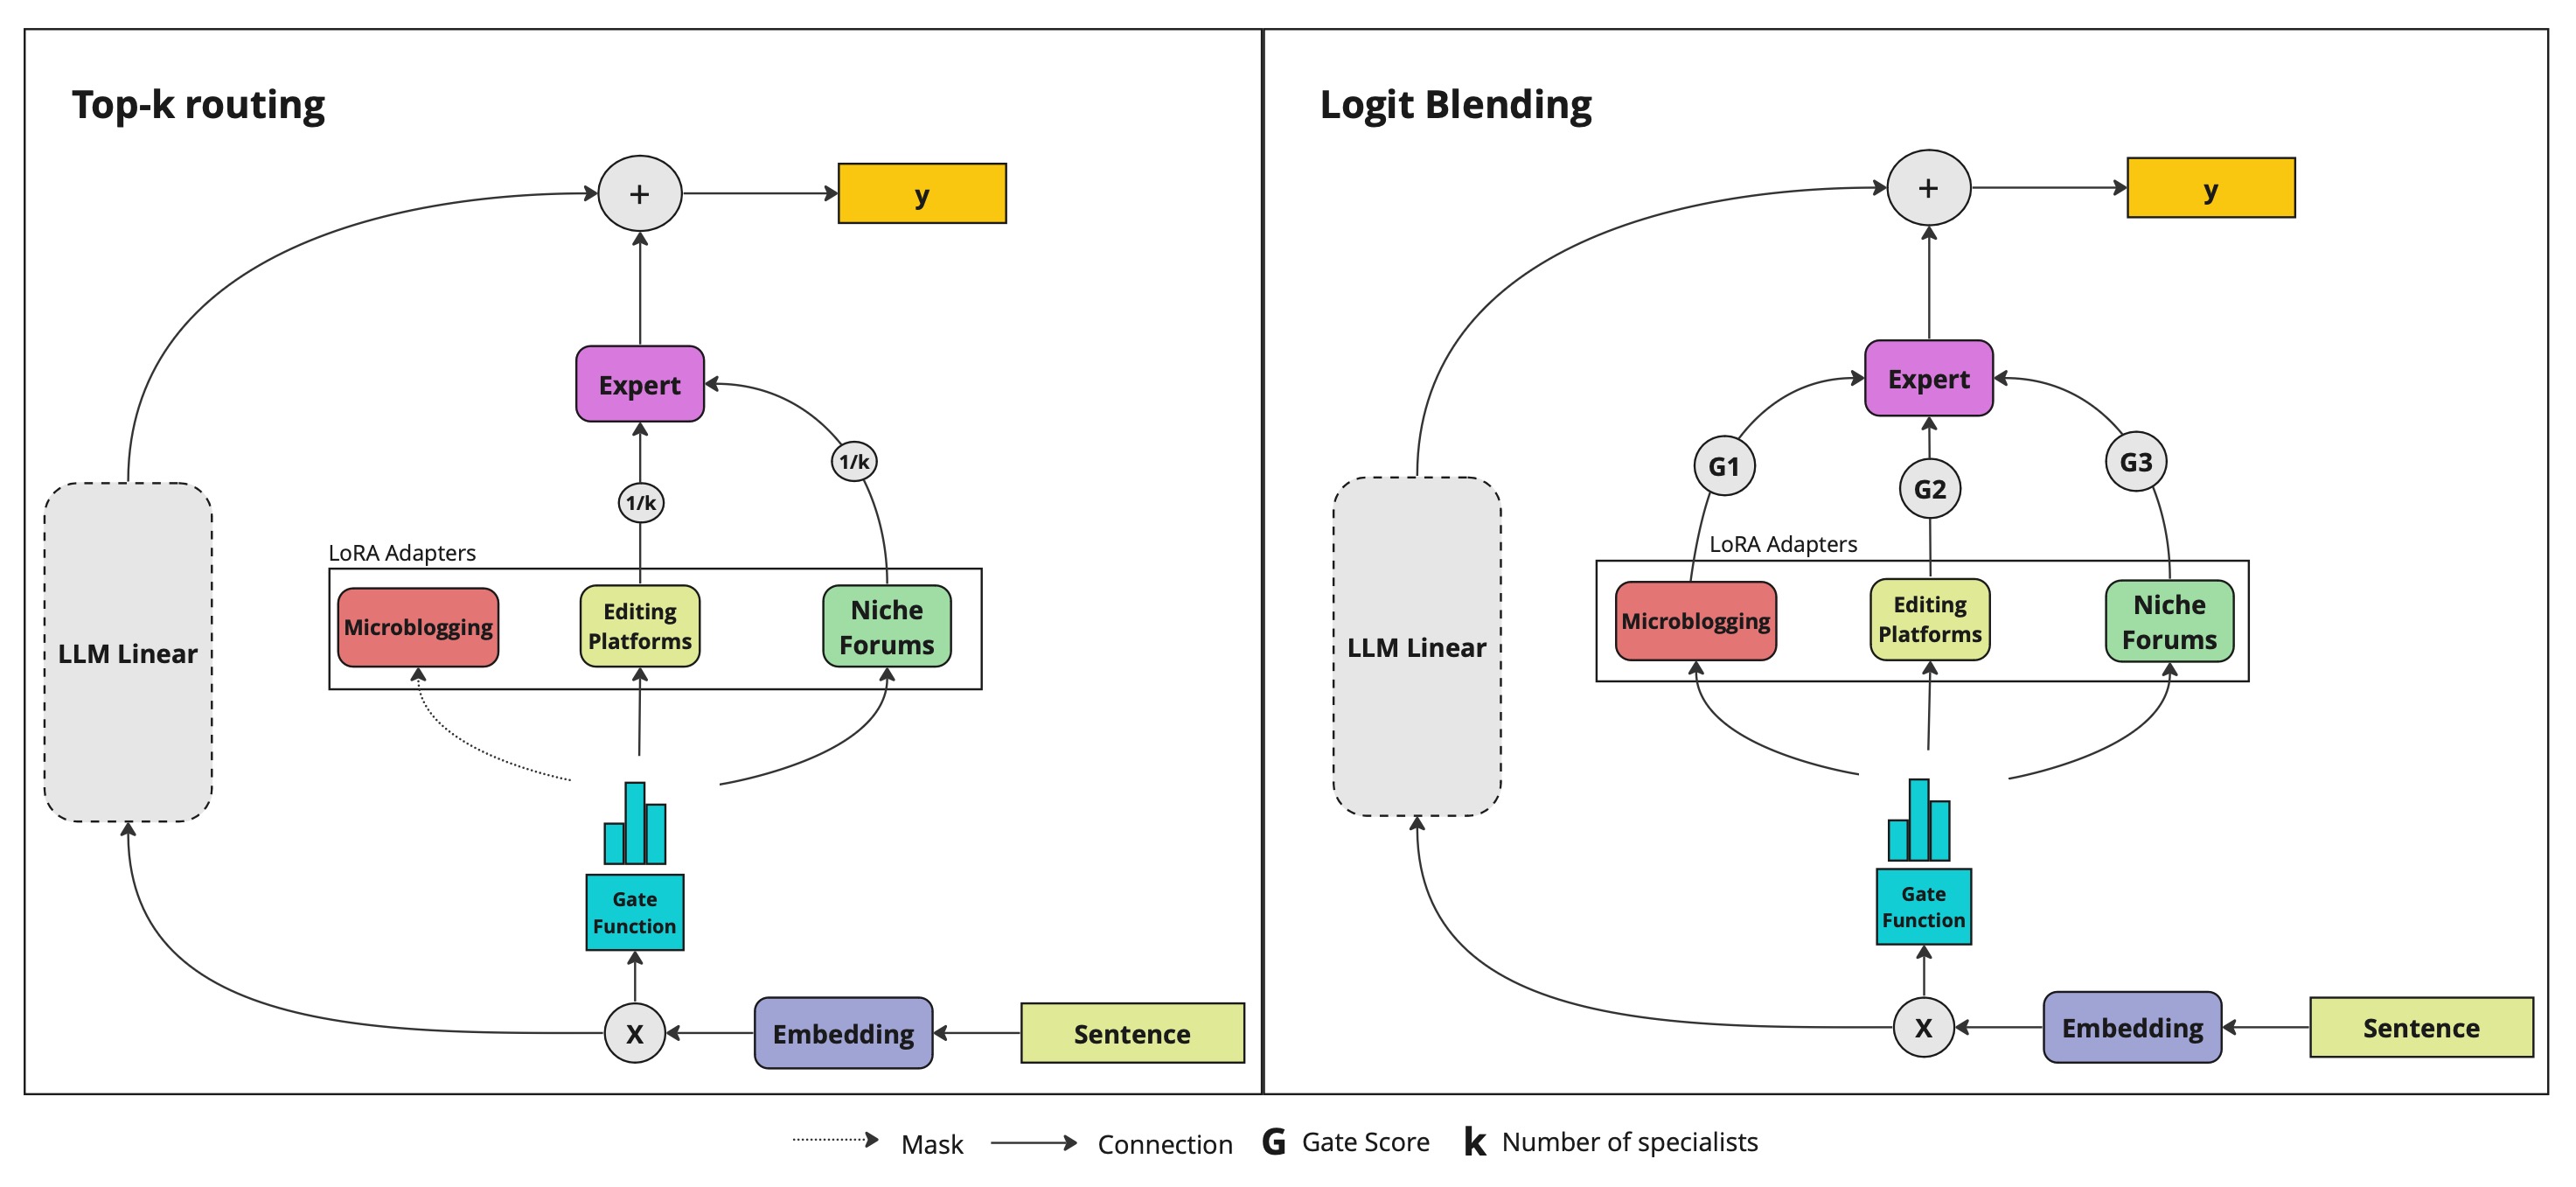 Top-k routing
+
y
Expert
1/k
1/k
LoRA Adapters
Microblogging
Editing
Platforms
Niche
Forums
LLM Linear
Gate
Function
X
Embedding
Sentence
Logit Blending
+
y
Expert
G1
G2
G3
LoRA Adapters
Microblogging
Editing
Platforms
Niche
Forums
LLM Linear
Gate
Function
X
Embedding
Sentence
Mask
Connection
G Gate Score
k Number of specialists